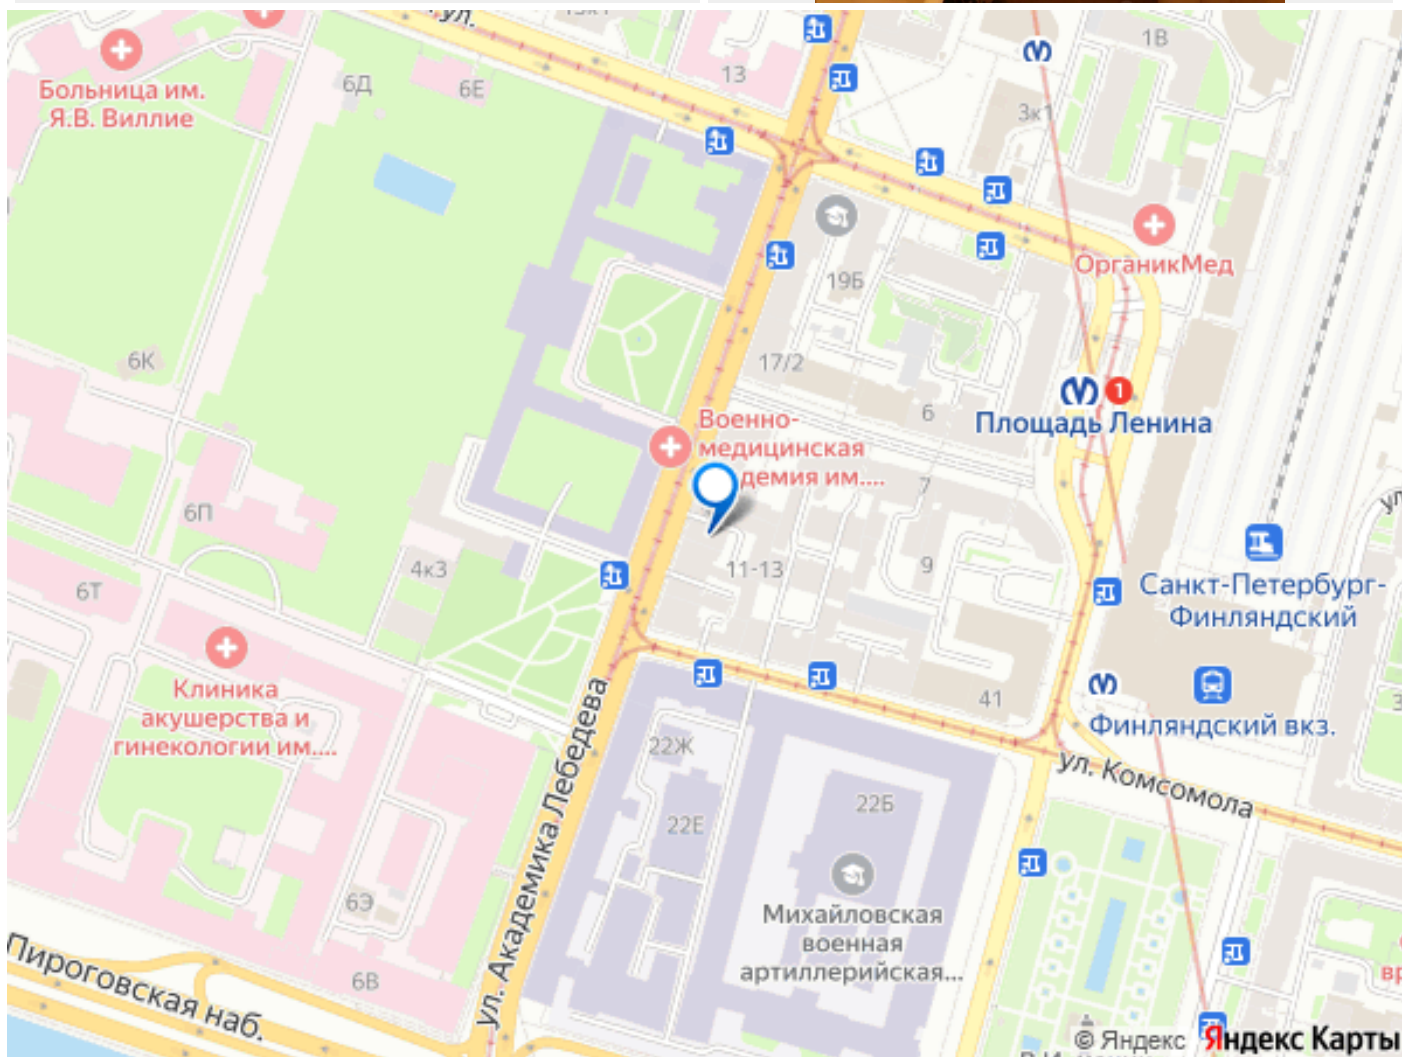 ул.
13к1
1В
13
Больница им.
Я.В. Виллие
6Д
6Е
3к1
ОрганикМед
19Б
6К
17/2
6
1
Площадь Ленина
Военно-
медицинская
демия им....
7
6П
4к3
11-13
9
6Т
Санкт-Петербург-
Финляндский
Клиника
акушерства и
гинекологии им....
41
Финляндский вкз.
22Ж
ул. Комсомола
22Б
22Е
ул. Академика Лебедева
6Э
Михайловская
военная
артиллерийская...
Пироговская наб.
6В
© Яндекс Яндекс Карты